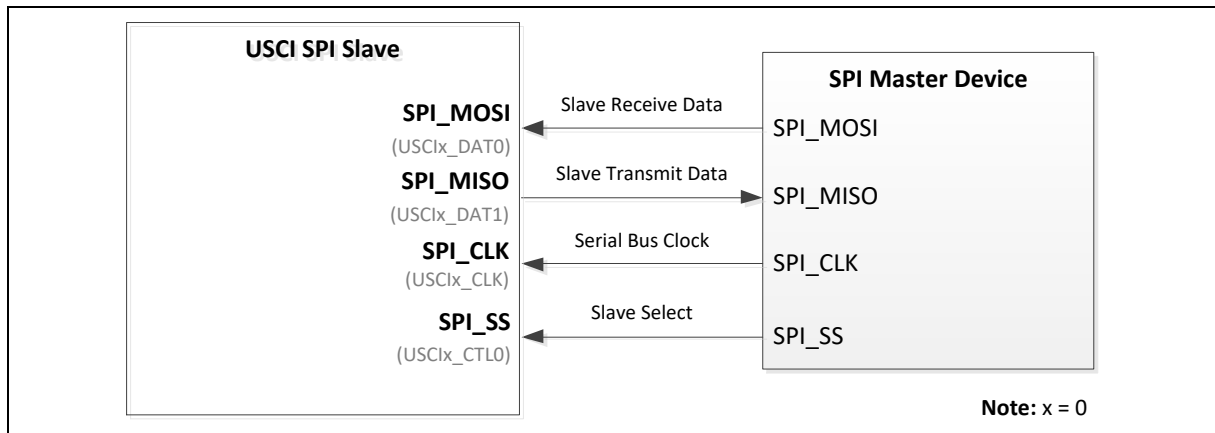 USCI SPI Slave
SPI_MOSI
(USCIx_DAT0)
SPI_MISO
(USCIx_DAT1)
SPI_CLK
(USCIx_CLK)
SPI_SS
(USCIx_CTL0)
Slave Receive Data
Slave Transmit Data
Serial Bus Clock
Slave Select
SPI Master Device
SPI_MOSI
SPI_MISO
SPI_CLK
SPI_SS
Note: x = 0